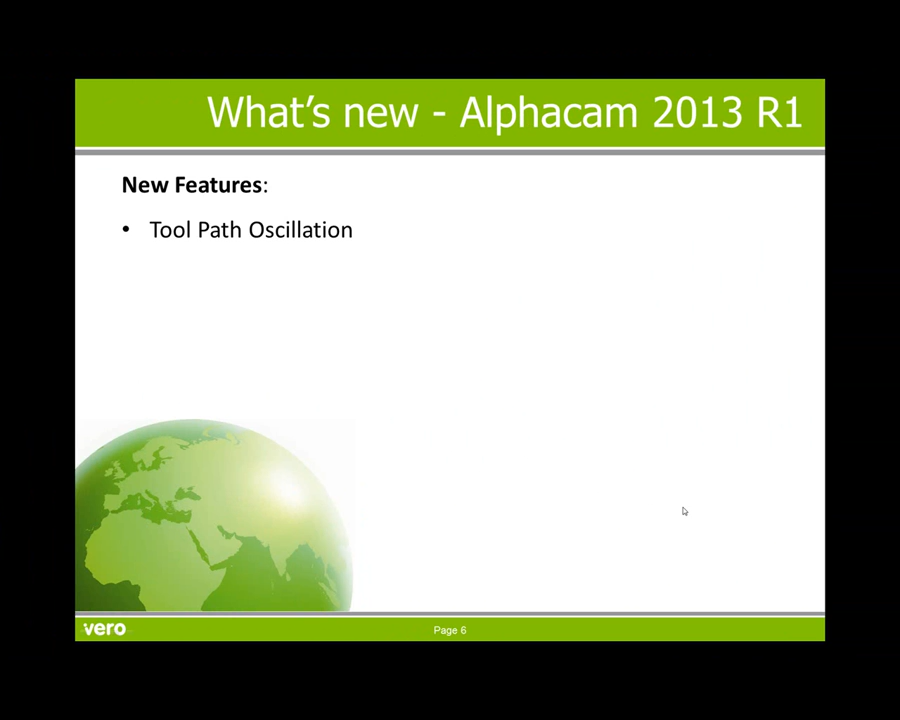 What's new - Alphacam 2013 R1
New Features:
• Tool Path Oscillation
vero
Page 6